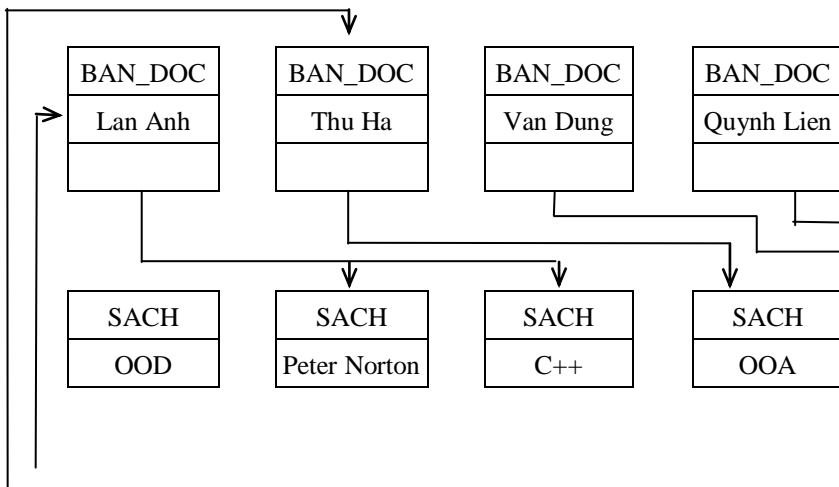 BAN_DOC BAN_DOC BAN_DOC BAN_DOC
Lan Anh Thu Ha Van Dung Quynh Lien
SACH SACH SACH SACH
OOD Peter Norton C++ OOA